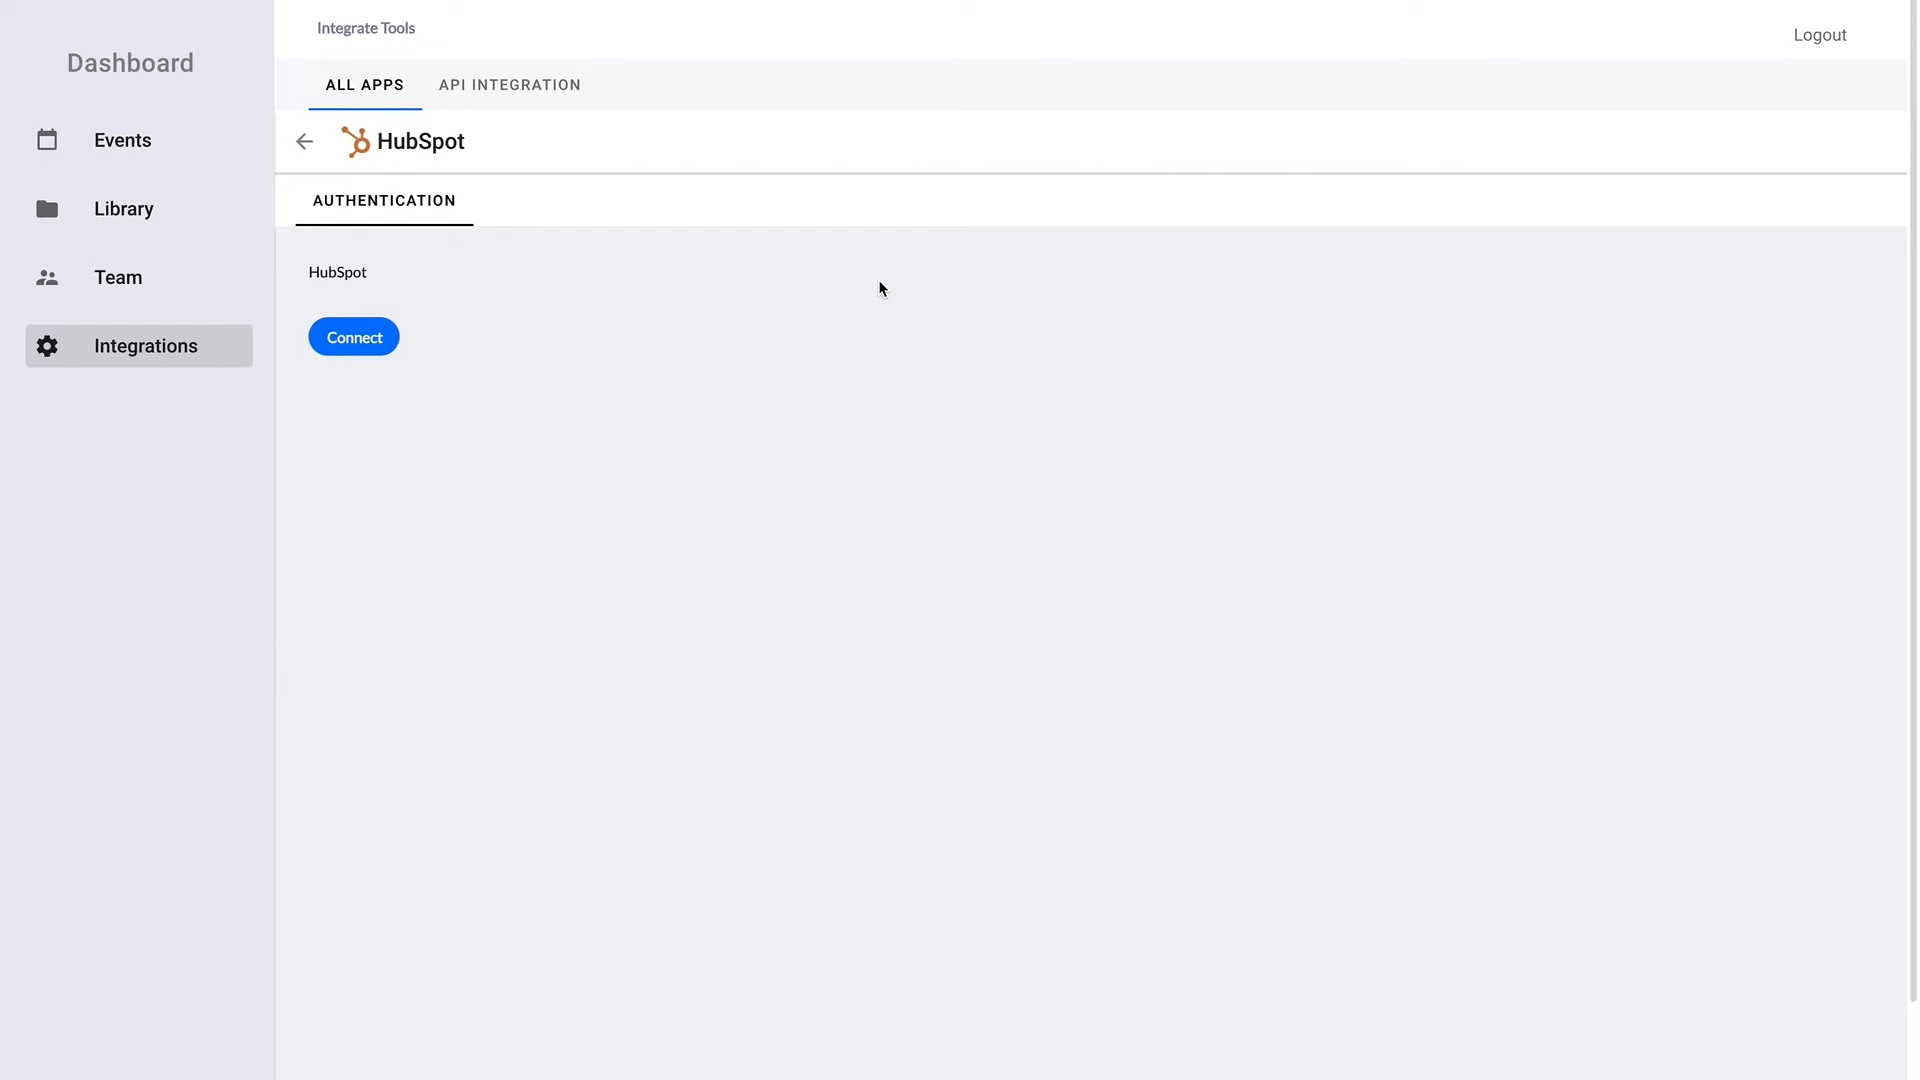 Dashboard
Events
Library
Team
Integrations
Integrate Tools
Logout
ALL APPS
API INTEGRATION
HubSpot
AUTHENTICATION
HubSpot
Connect